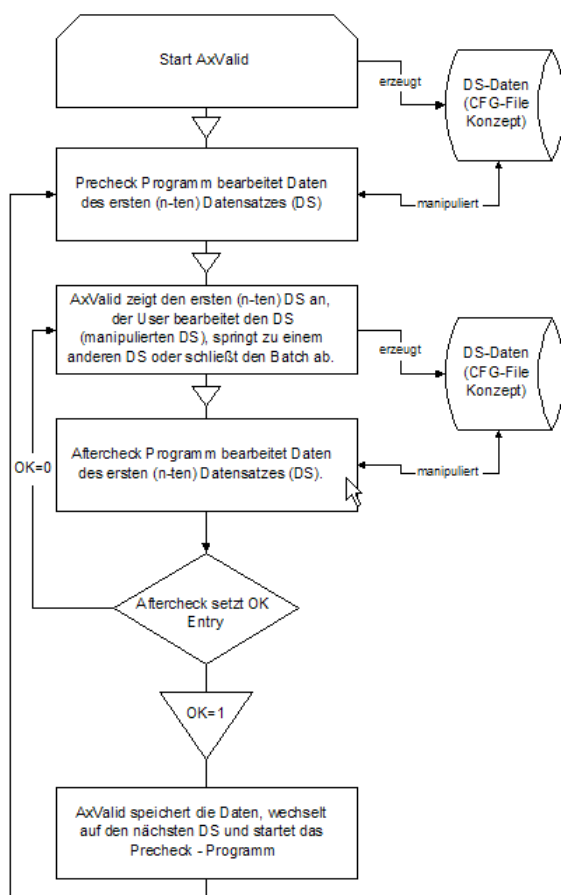 Start AxValid
erzeugt
DS-Daten
(CFG-File
Konzept)
Precheck Programm bearbeitet Daten
des ersten (n-ten) Datensatzes (DS)
manipuliert
AxValid zeigt den ersten (n-ten) DS an,
der User bearbeitet den DS
(manipulierten DS), springt zu einem
anderen DS oder schließt den Batch ab.
erzeugt
DS-Daten
(CFG-File
Konzept)
Aftercheck Programm bearbeitet Daten
des ersten (n-ten) Datensatzes (DS).
manipuliert
OK=0
Aftercheck setzt OK
Entry
OK=1
AxValid speichert die Daten, wechselt
auf den nächsten DS und startet das
Precheck - Programm